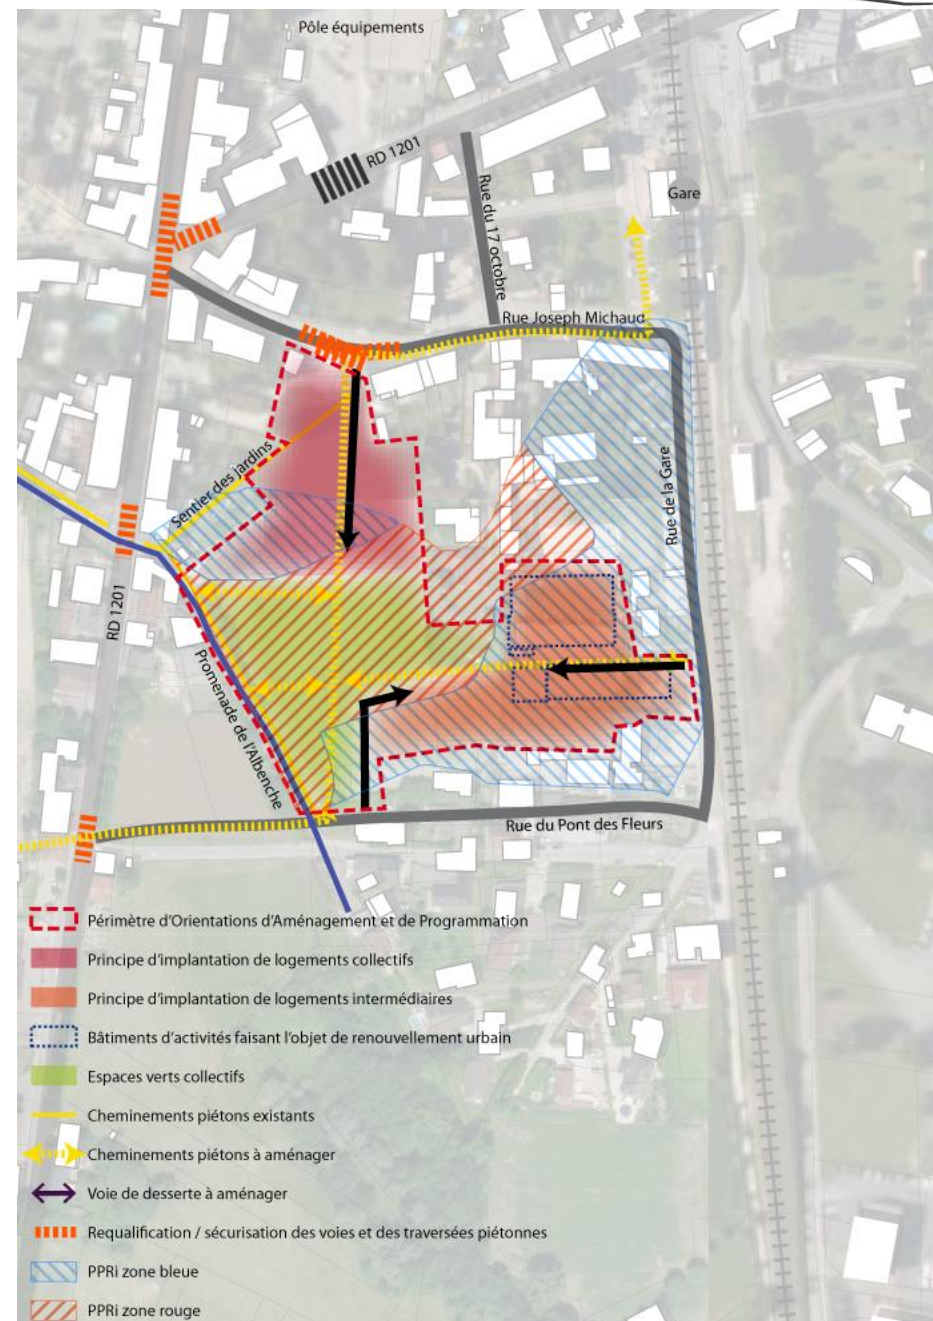 Pôle équipements
RD 1201
Gare
Rue du 17 octobre
Rue Joseph Michaud
Sentier des jardins
Rue de la Gare
RD 1201
Promenade de l'Albenche
Rue du Pont des Fleurs
Périmètre d'Orientations d'Aménagement et de Programmation
Principe d'implantation de logements collectifs
Principe d'implantation de logements intermédiaires
Bâtiments d'activités faisant l'objet de renouvellement urbain
Espaces verts collectifs
Cheminements piétons existants
Cheminements piétons à aménager
Voie de desserte à aménager
Requalification / sécurisation des voies et des traversées piétonnes
PPRi zone bleue
PPRi zone rouge